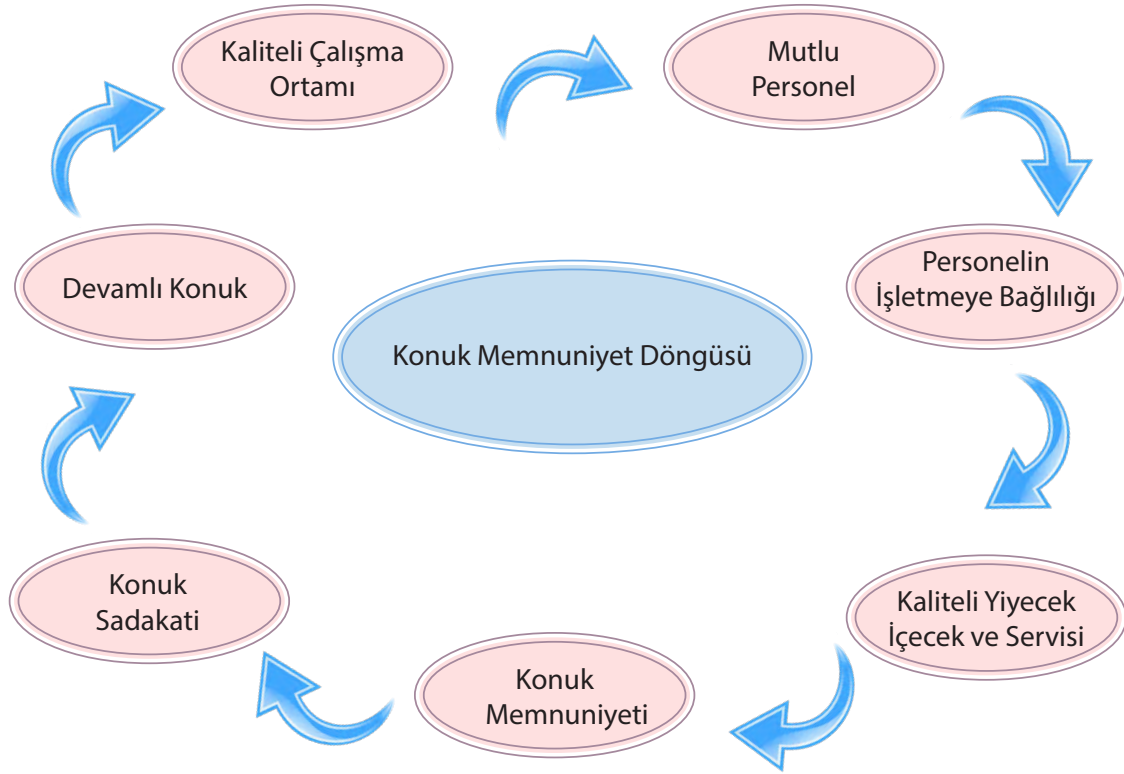 Kaliteli Çalışma
Ortamı
Mutlu
Personel
Personelin
İşletmeye Bağlılığı
Kaliteli Yiyecek
İçecek ve Servisi
Konuk
Memnuniyeti
Konuk
Sadakati
Devamlı Konuk
Konuk Memnuniyet Döngüsü